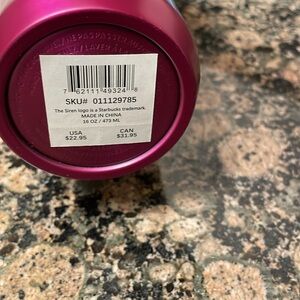 7 62111 49324 8
SKU# 011129785
The Siren logo is a Starbucks trademark.
MADE IN CHINA
16 OZ / 473 ML
USA CAN
$22.95 $31.95